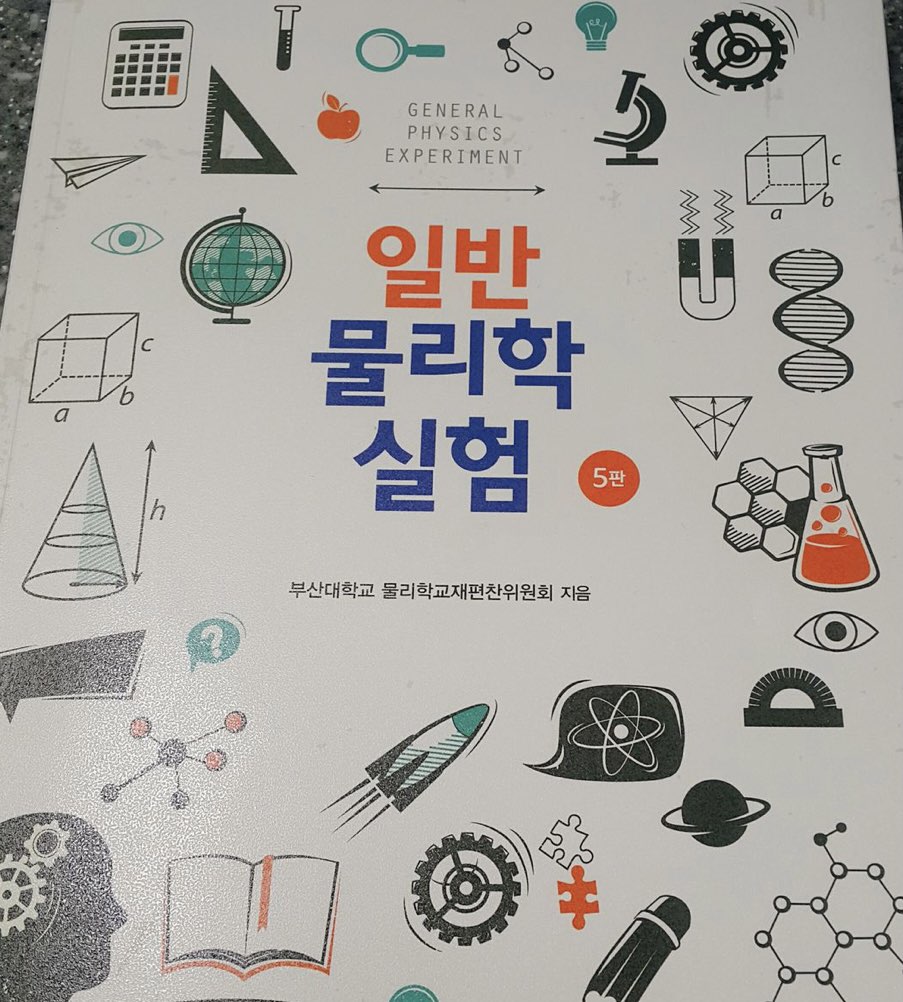 GENERAL
PHYSICS
EXPERIMENT
일반
물리학
실험
5판
부산대학교 물리학교재편찬위원회 지음
c
a
b
c
a
b
h
?